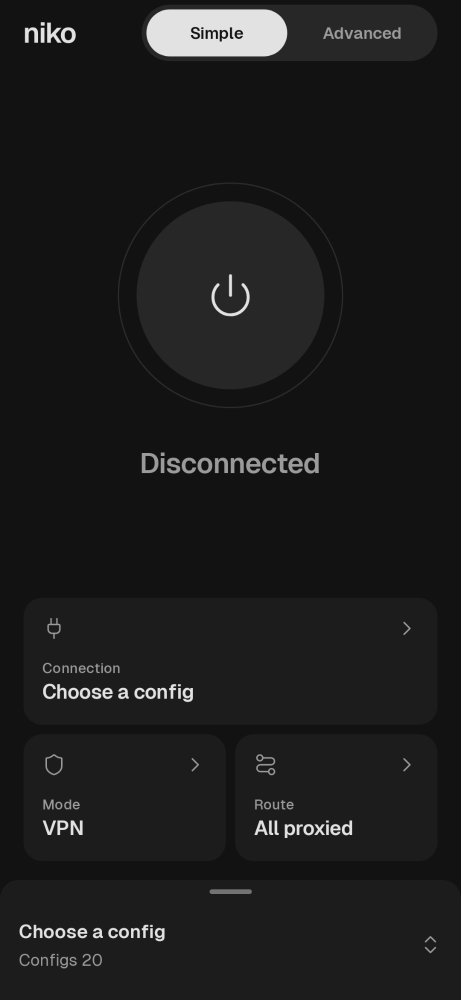 niko
Simple
Advanced
Disconnected
Connection
Choose a config
Mode
VPN
Route
All proxied
Choose a config
Configs 20